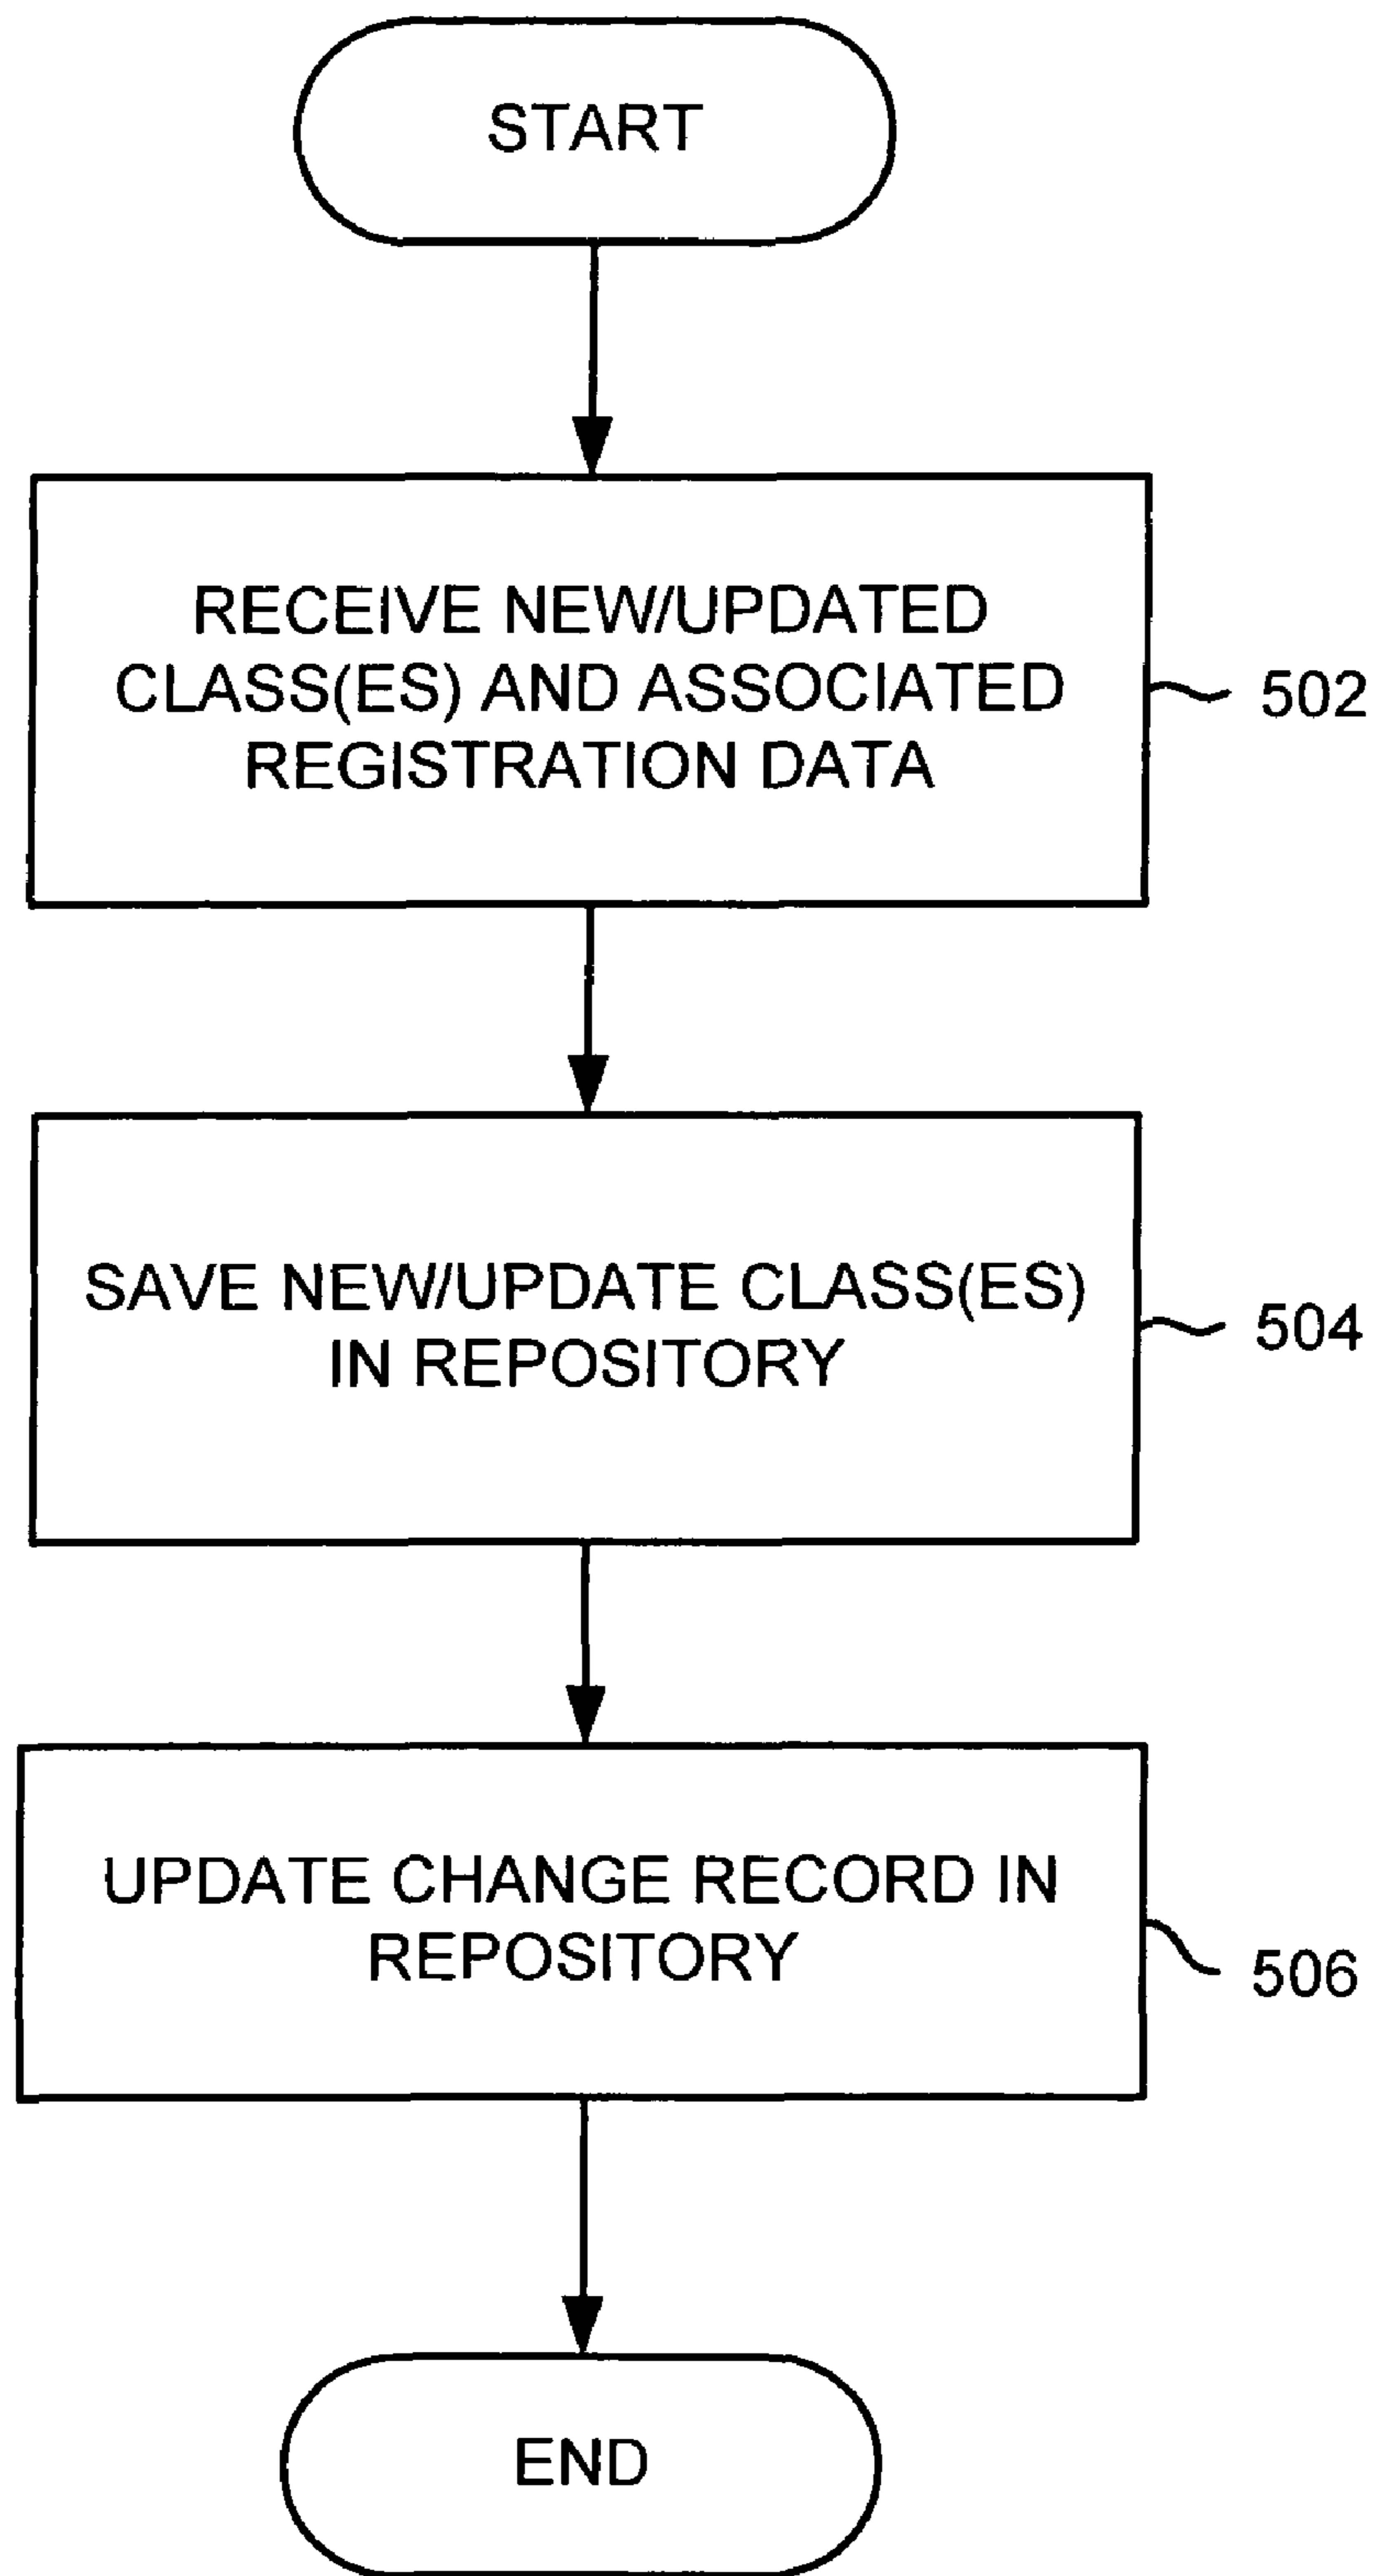 START
RECEIVE NEW/UPDATED
CLASS(ES) AND ASSOCIATED
REGISTRATION DATA
502
SAVE NEW/UPDATE CLASS(ES)
IN REPOSITORY
504
UPDATE CHANGE RECORD IN
REPOSITORY
506
END